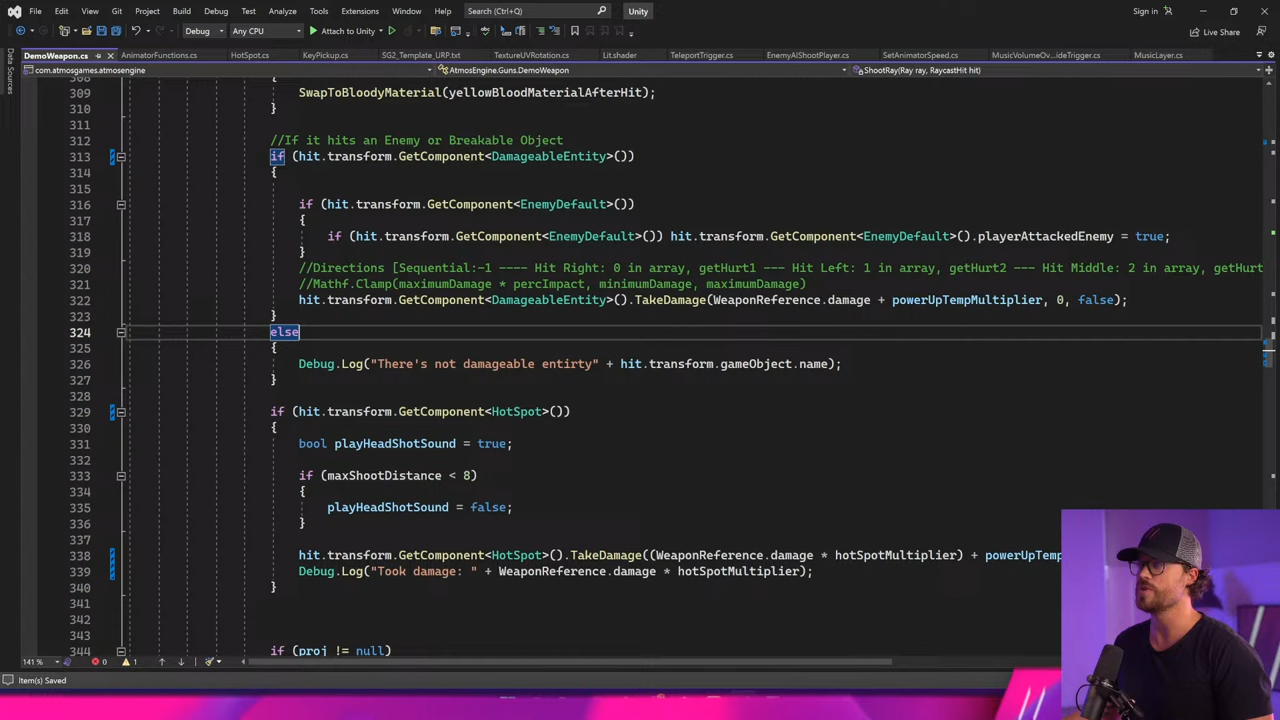 File Edit View Git Project Build Debug Test Analyze Tools Extensions Window Help Search (Ctrl+Q) Unity Sign in
Debug Any CPU Attach to Unity Live Share
Data Sources
DemoWeapon.cs AnimatorFunctions.cs HotSpot.cs KeyPickup.cs SG2_Template_URP.txt TextureUVRotation.cs Lit.shader TeleportTrigger.cs EnemyAIShootPlayer.cs SetAnimatorSpeed.cs MusicVolumeOv...ideTrigger.cs MusicLayer.cs
com.atmosgames.atmosengine AtmosEngine.Guns.DemoWeapon ShootRay(Ray ray, RaycastHit hit)
308 {
309 SwapToBloodyMaterial(yellowBloodMaterialAfterHit);
310 }
311
312 //If it hits an Enemy or Breakable Object
313 if (hit.transform.GetComponent<DamageableEntity>())
314 {
315
316 if (hit.transform.GetComponent<EnemyDefault>())
317 {
318 if (hit.transform.GetComponent<EnemyDefault>()) hit.transform.GetComponent<EnemyDefault>().playerAttackedEnemy = true;
319 }
320 //Directions [Sequential:-1 ---- Hit Right: 0 in array, getHurt1 --- Hit Left: 1 in array, getHurt2 --- Hit Middle: 2 in array, getHurt
321 //Mathf.Clamp(maximumDamage * percImpact, minimumDamage, maximumDamage)
322 hit.transform.GetComponent<DamageableEntity>().TakeDamage(WeaponReference.damage + powerUpTempMultiplier, 0, false);
323 }
324 else
325 {
326 Debug.Log("There's not damageable entirty" + hit.transform.gameObject.name);
327 }
328
329 if (hit.transform.GetComponent<HotSpot>())
330 {
331 bool playHeadShotSound = true;
332
333 if (maxShootDistance < 8)
334 {
335 playHeadShotSound = false;
336 }
337
338 hit.transform.GetComponent<HotSpot>().TakeDamage((WeaponReference.damage * hotSpotMultiplier) + powerUpTemp
339 Debug.Log("Took damage: " + WeaponReference.damage * hotSpotMultiplier);
340 }
341
342
343
344 if (proj != null)
141 % 0 1
Item(s) Saved